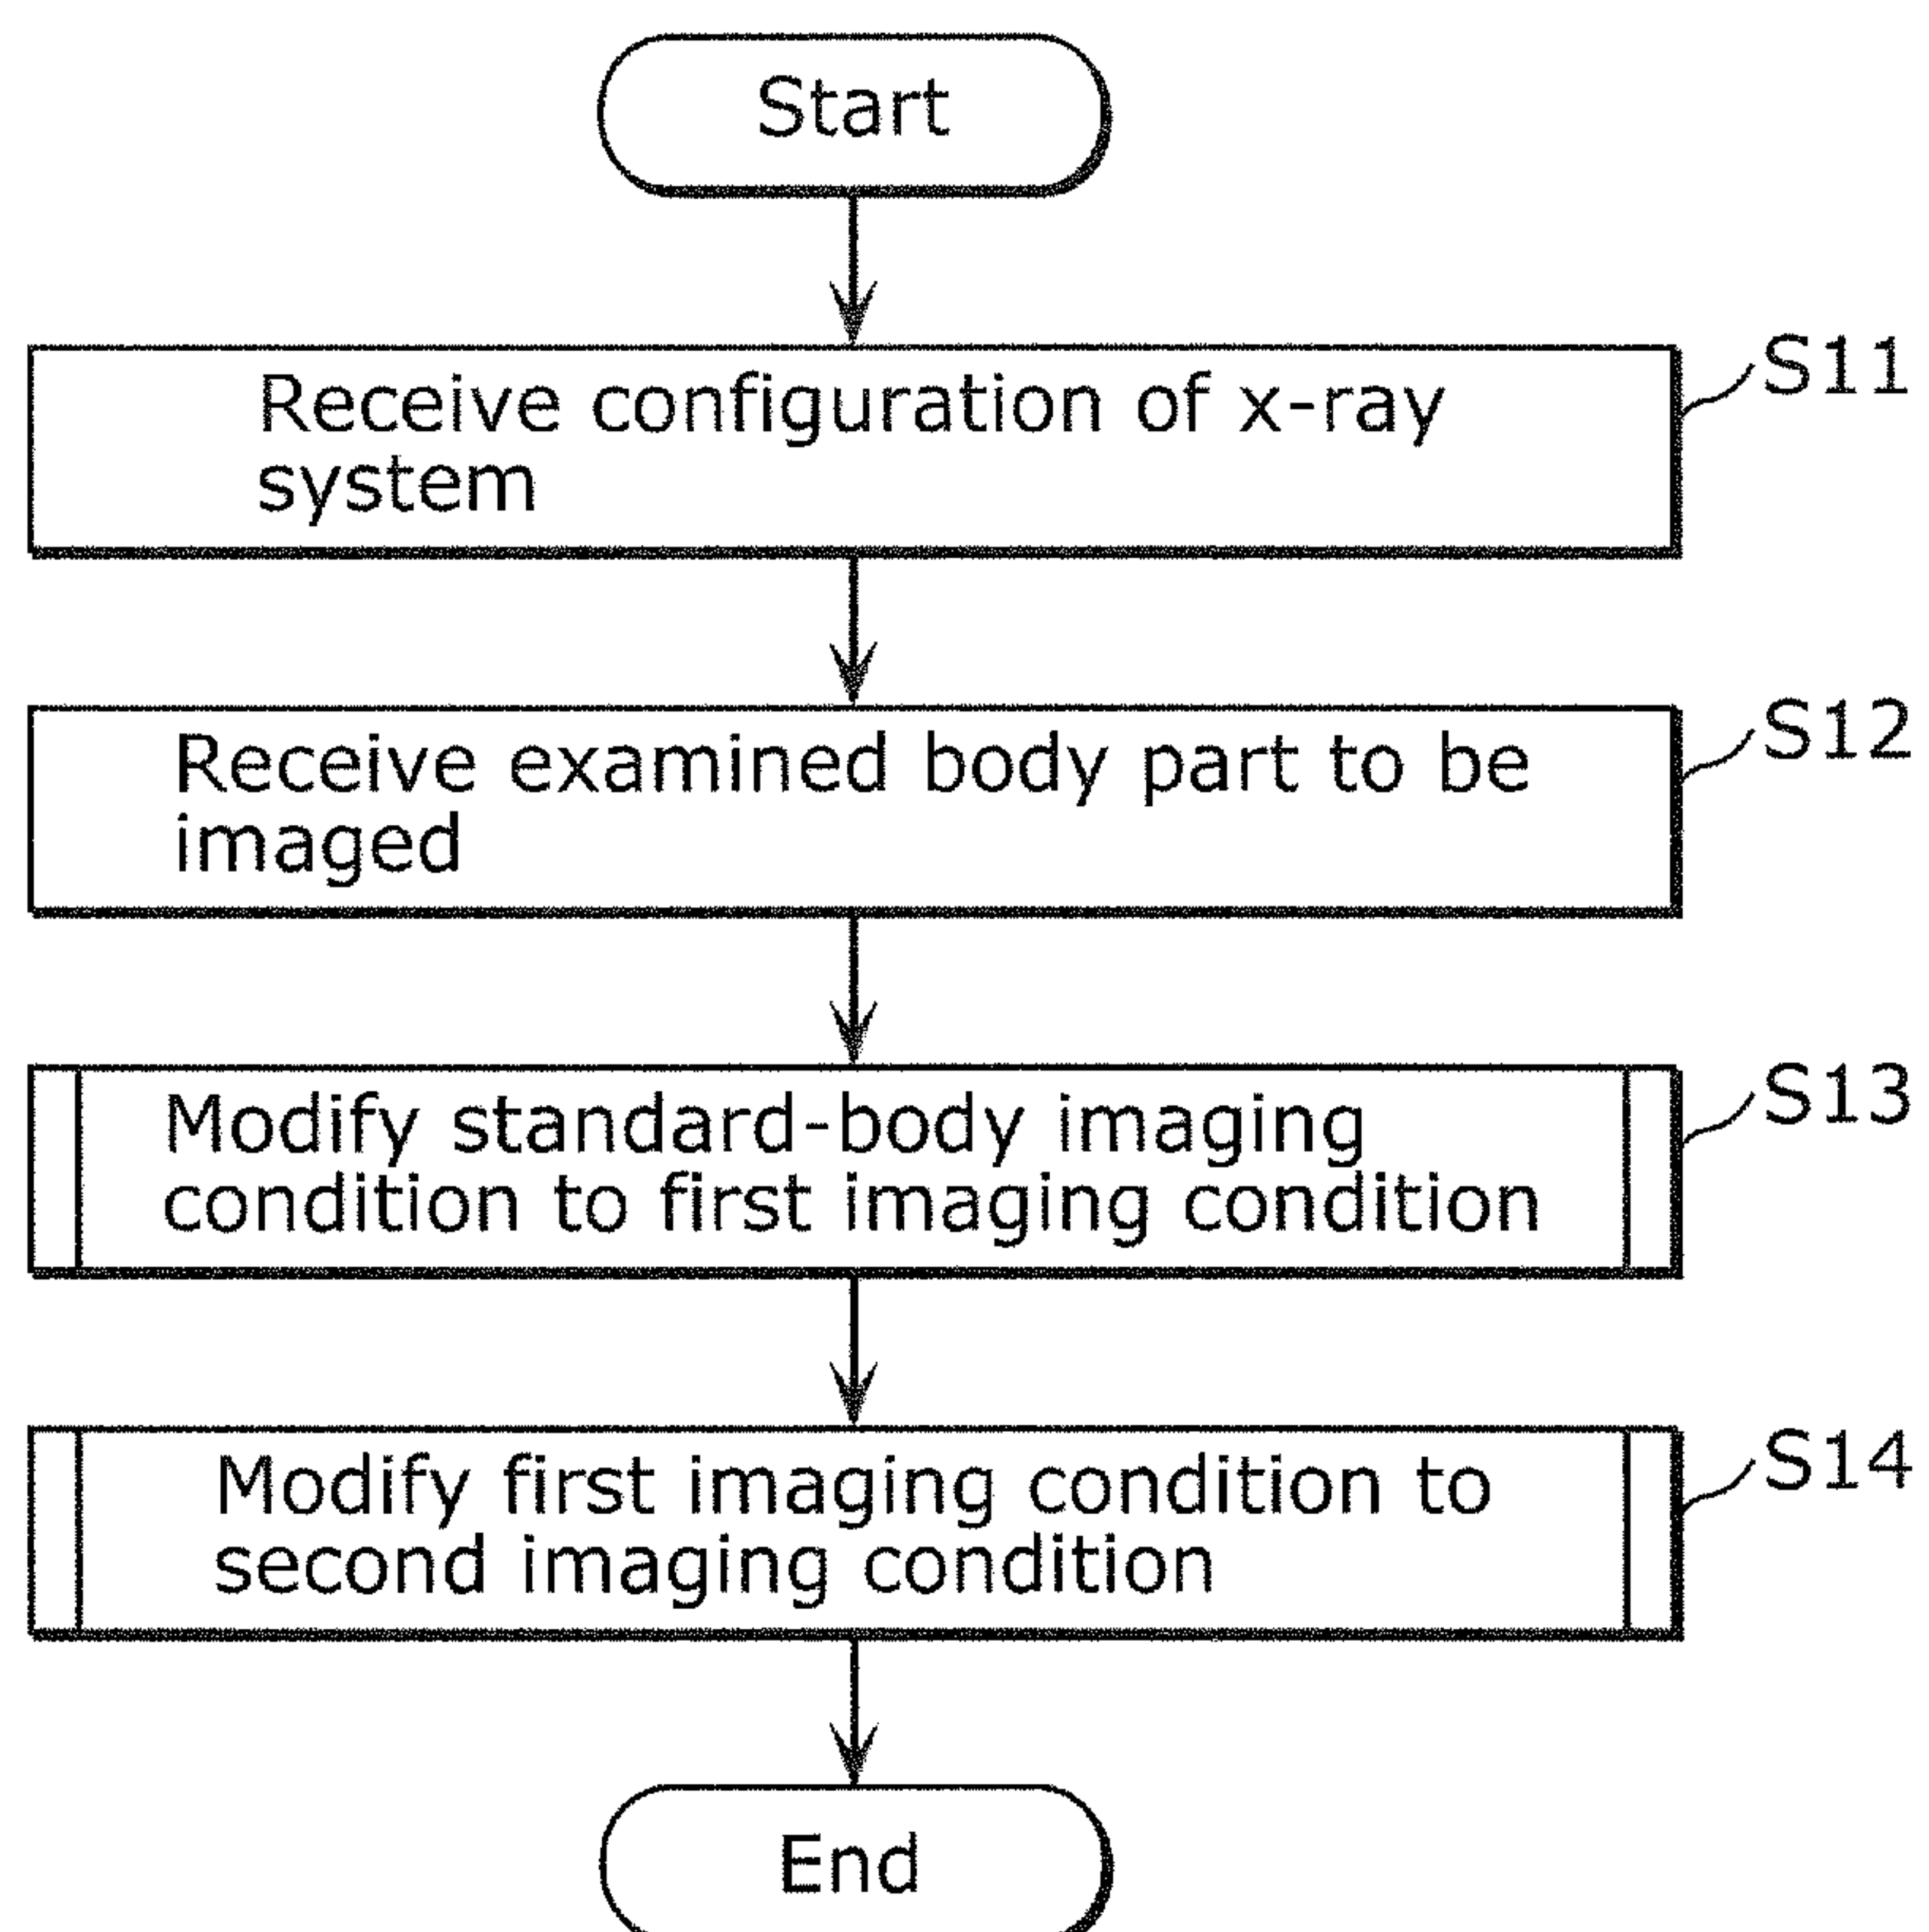 Start
Receive configuration of x-ray
system
S11
Receive examined body part to be
imaged
S12
Modify standard-body imaging
condition to first imaging condition
S13
Modify first imaging condition to
second imaging condition
S14
End